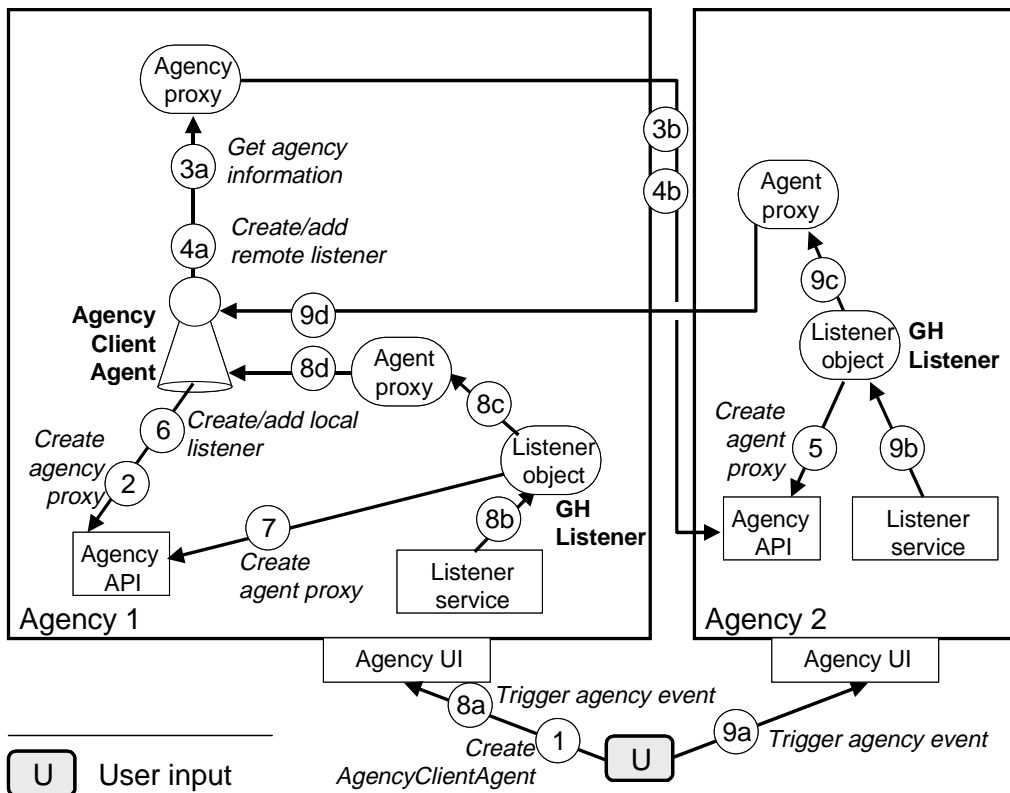 Agency
proxy
3b
3a
Get agency
information
4b
Agent
proxy
4a
Create/add
remote listener
9c
Agency
Client
Agent
9d
Listener
object
GH
Listener
8d
Agent
proxy
8c
6
Create/add local
listener
Create
agency
proxy
2
Listener
object
Create
agent
proxy
5
9b
GH
Listener
8b
7
Agency
API
Create
agent proxy
Listener
service
Agency
API
Listener
service
Agency 1
Agency 2
Agency UI
Agency UI
8a
Trigger agency event
1
Create
AgencyClientAgent
9a
Trigger agency event
U
U
User input